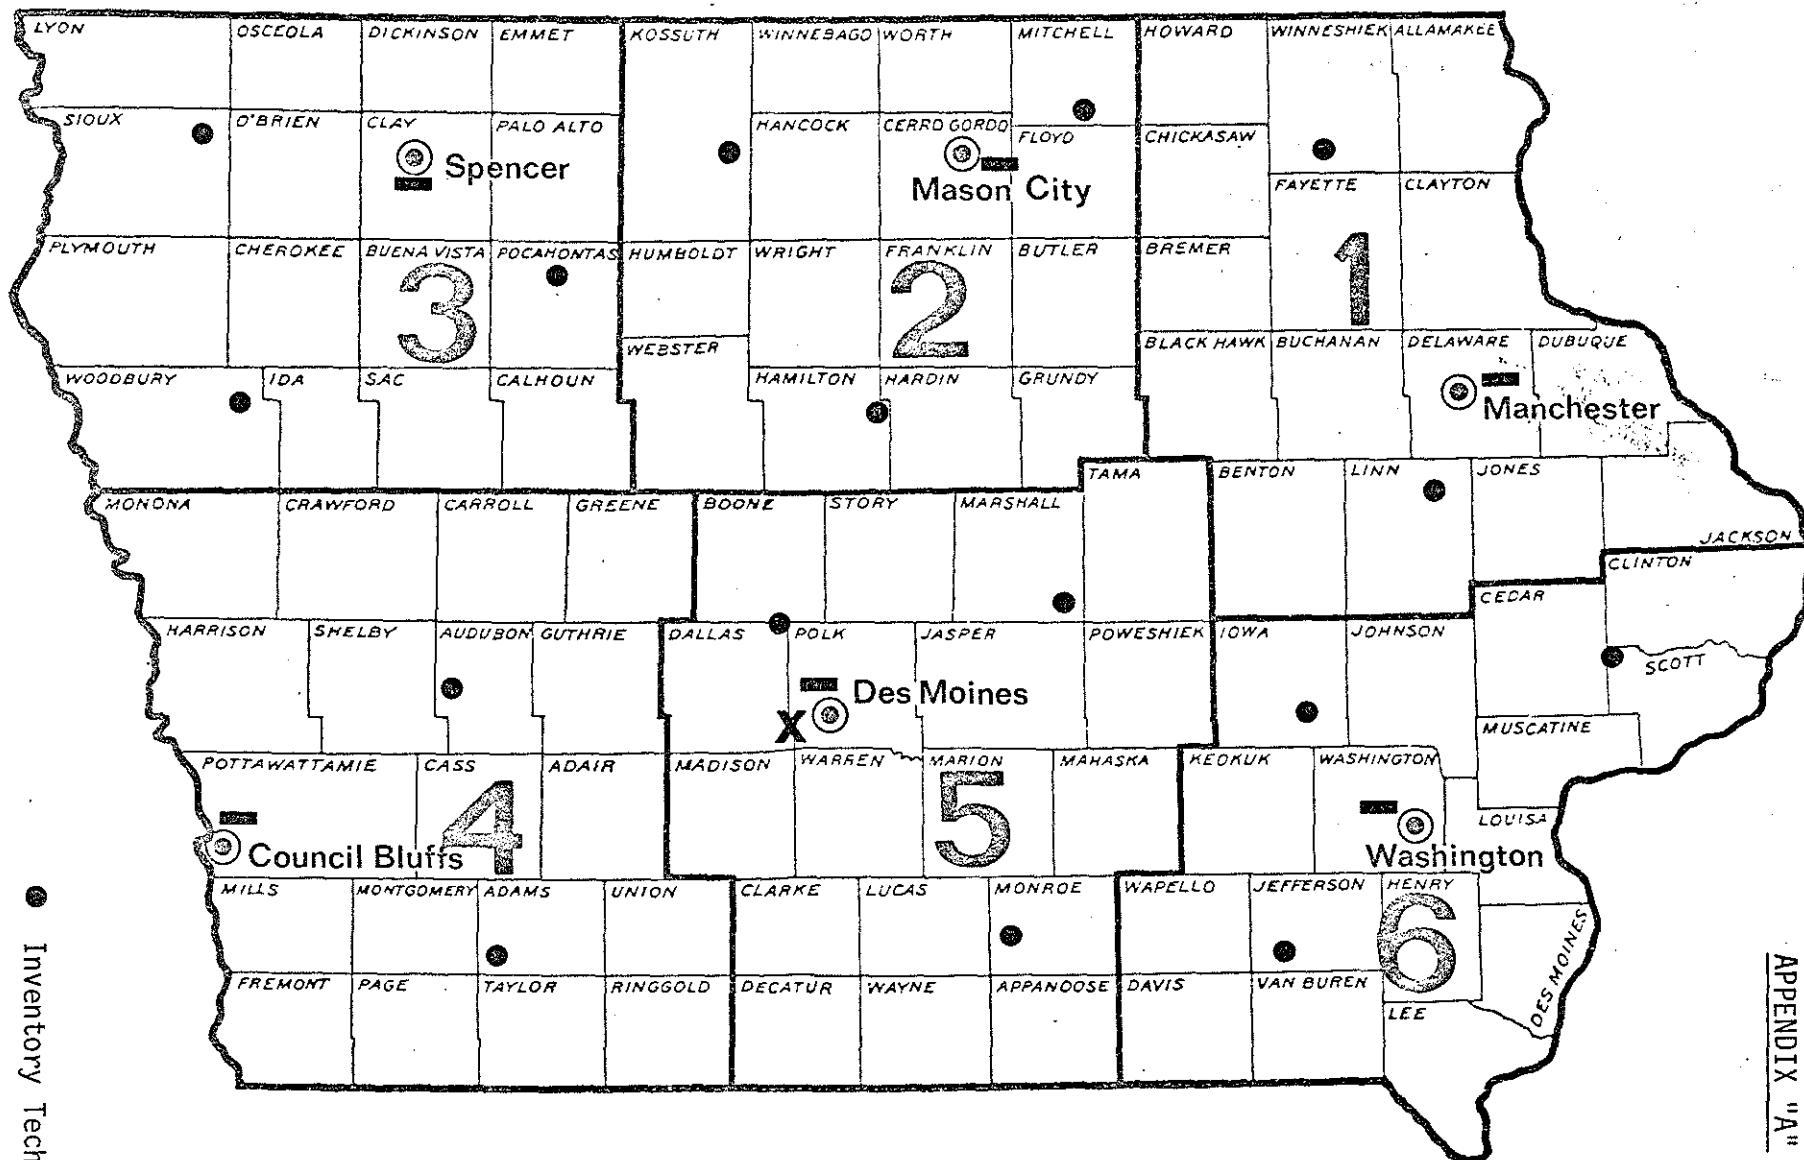 LYON OSCEOLA DICKINSON EMMET KOSSUTH WINNEBAGO WORTH MITCHELL HOWARD WINNESHIEK ALLAMAKEE
SIOUX O'BRIEN CLAY PALO ALTO HANCOCK CERRO GORDO FLOYD CHICKASAW
Spencer
Mason City
FAYETTE CLAYTON
PLYMOUTH CHEROKEE BUENA VISTA POCAHONTAS HUMBOLDT WRIGHT FRANKLIN BUTLER BREMER
3 2 1
WEBSTER BLACK HAWK BUCHANAN DELAWARE DUBUQUE
WOODBURY IDA SAC CALHOUN HAMILTON HARDIN GRUNDY
Manchester
TAMA BENTON LINN JONES
MONONA CRAWFORD CARROLL GREENE BOONE STORY MARSHALL
JACKSON
CLINTON
CEDAR
HARRISON SHELBY AUDUBON GUTHRIE DALLAS POLK JASPER POWESHIEK IOWA JOHNSON
SCOTT
Des Moines
X
MUSCATINE
POTTAWATTAMIE CASS ADAIR MADISON WARREN MARION MAHASKA KEOKUK WASHINGTON
4 5
LOUISA
Council Bluffs
Washington
MILLS MONTGOMERY ADAMS UNION CLARKE LUCAS MONROE WAPELLO JEFFERSON HENRY
6
DES MOINES
FREMONT PAGE TAYLOR RINGGOLD DECATUR WAYNE APPANOOSE DAVIS VAN BUREN
LEE
Inventory Tech
APPENDIX "A"